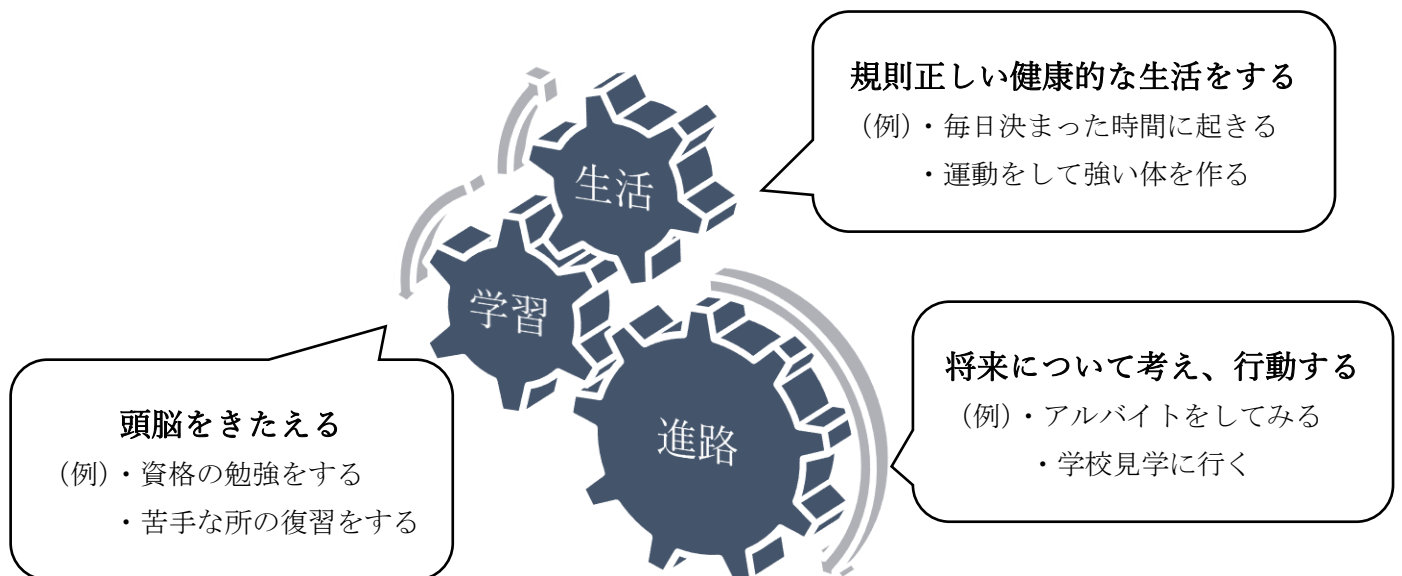 規則正しい健康的な生活をする
（例）・毎日決まった時間に起きる
・運動をして強い体を作る
生活
学習
将来について考え、行動する
（例）・アルバイトをしてみる
・学校見学に行く
進路
頭脳をきたえる
（例）・資格の勉強をする
・苦手な所の復習をする